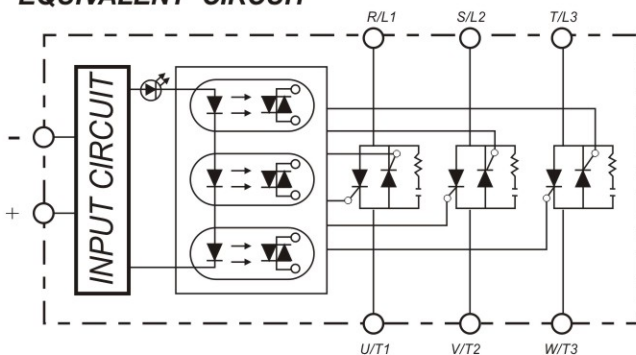 EQUIVALENT CIRCUIT
R/L1 S/L2 T/L3
INPUT CIRCUIT
-
+
U/T1 V/T2 W/T3